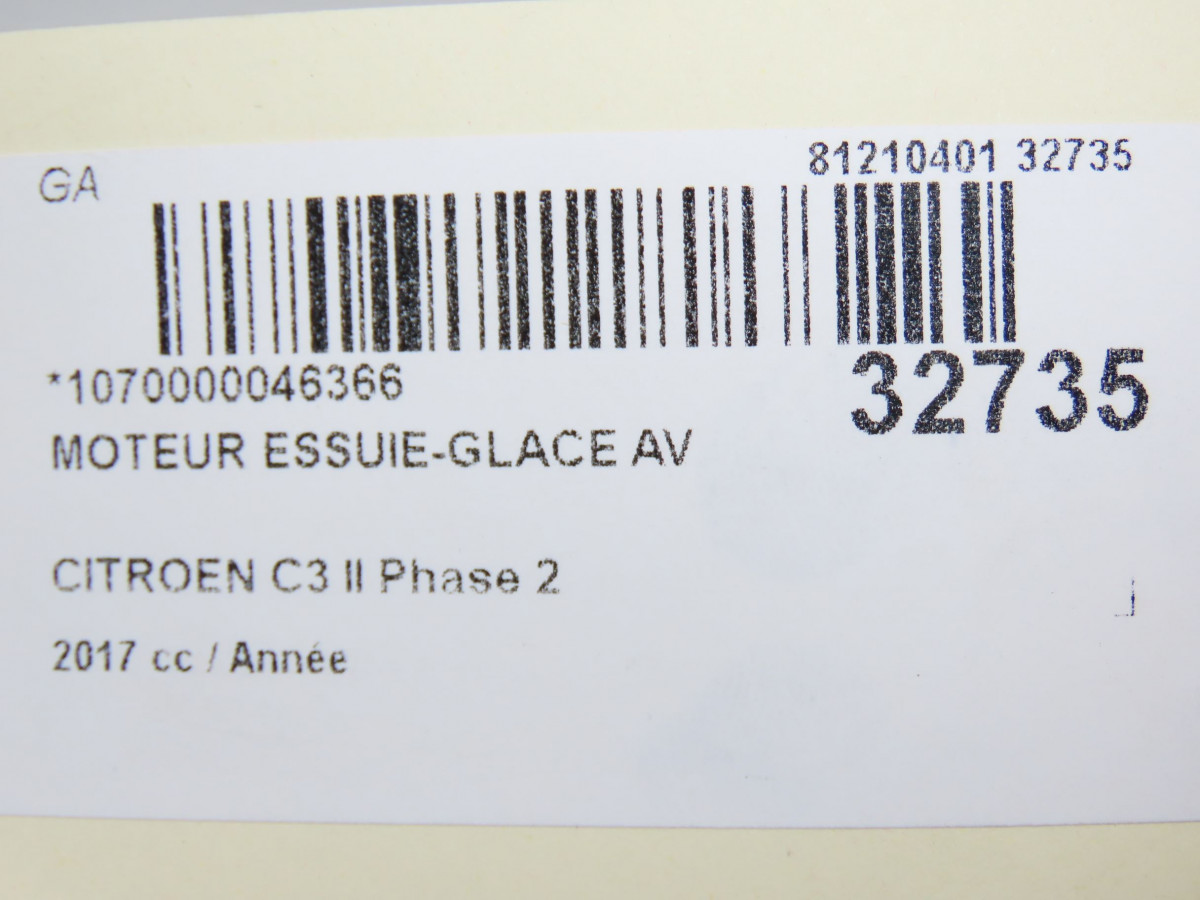 GA
81210401 32735
*1070000046366
32735
MOTEUR ESSUIE-GLACE AV
CITROEN C3 II Phase 2
2017 cc / Année